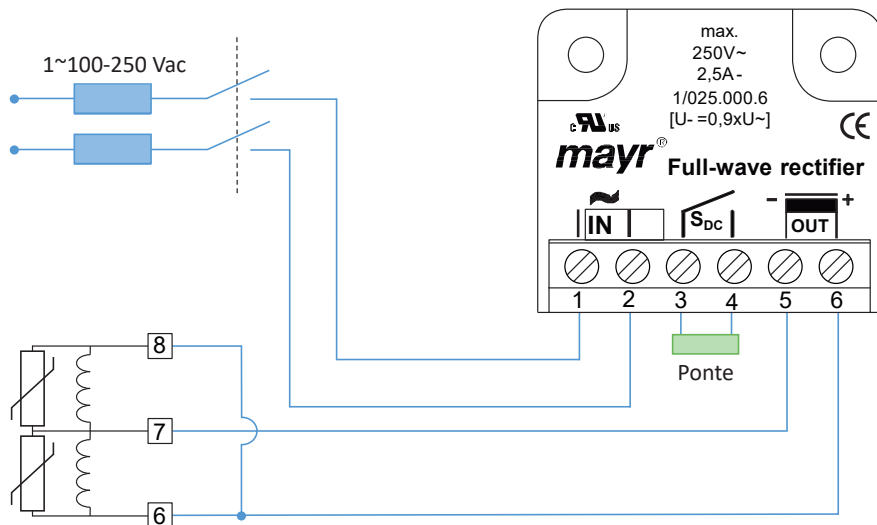 1~100-250 Vac
max.
250V~
2,5A-
1/025.000.6
[U- =0,9xU~]
c RU US
CE
mayr®
Full-wave rectifier
~
- +
IN
SDC
OUT
1 2 3 4 5 6
Ponte
8
7
6